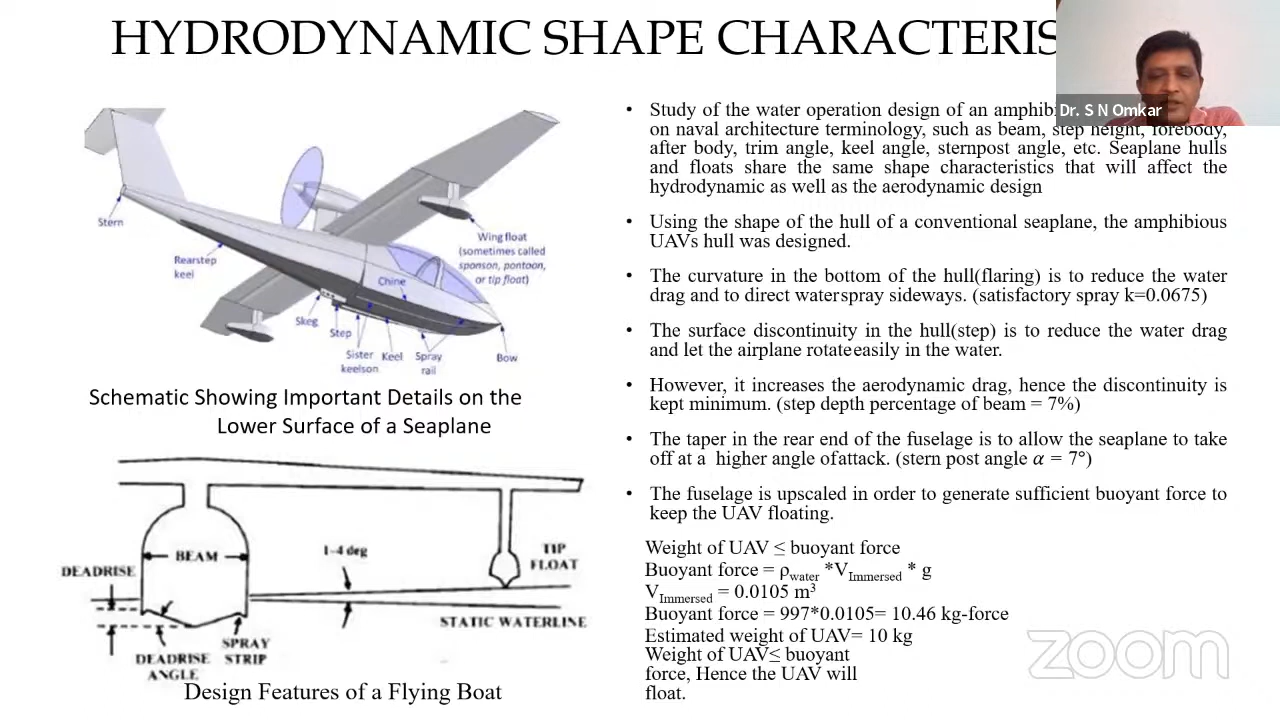 HYDRODYNAMIC SHAPE CHARACTERIS
Dr. S N Omkar
Stern
Rearstep
keel
Wing float
(sometimes called
sponson, pontoon,
or tip float)
Chine
Skeg
Step
Sister
keelson
Keel
Spray
rail
Bow
Schematic Showing Important Details on the
Lower Surface of a Seaplane
BEAM
1-4 deg
TIP
FLOAT
DEADRISE
STATIC WATERLINE
SPRAY
STRIP
DEADRISE
ANGLE
Design Features of a Flying Boat
• Study of the water operation design of an amphibi
on naval architecture terminology, such as beam, step height, forebody,
after body, trim angle, keel angle, sternpost angle, etc. Seaplane hulls
and floats share the same shape characteristics that will affect the
hydrodynamic as well as the aerodynamic design
• Using the shape of the hull of a conventional seaplane, the amphibious
UAVs hull was designed.
• The curvature in the bottom of the hull(flaring) is to reduce the water
drag and to direct waterspray sideways. (satisfactory spray k=0.0675)
• The surface discontinuity in the hull(step) is to reduce the water drag
and let the airplane rotate easily in the water.
• However, it increases the aerodynamic drag, hence the discontinuity is
kept minimum. (step depth percentage of beam = 7%)
• The taper in the rear end of the fuselage is to allow the seaplane to take
off at a higher angle of attack. (stern post angle α = 7°)
• The fuselage is upscaled in order to generate sufficient buoyant force to
keep the UAV floating.
Weight of UAV ≤ buoyant force
Buoyant force = ρwater *VImmersed * g
VImmersed = 0.0105 m³
Buoyant force = 997*0.0105= 10.46 kg-force
Estimated weight of UAV= 10 kg
Weight of UAV≤ buoyant
force, Hence the UAV will
float.
zoom